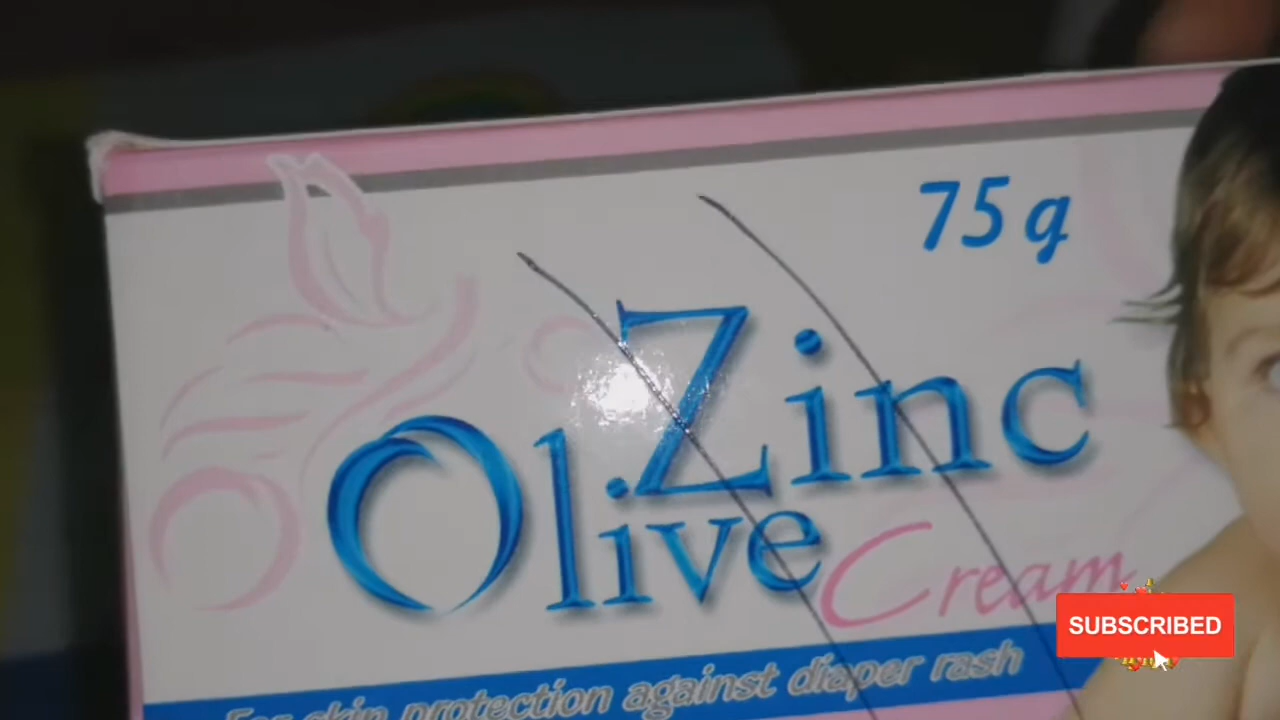 75 g
Zinc
Olive
Cream
For skin protection against diaper rash
SUBSCRIBED